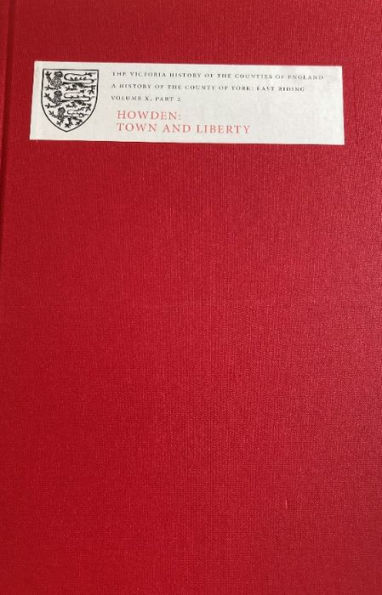 THE VICTORIA HISTORY OF THE COUNTIES OF ENGLAND
A HISTORY OF THE COUNTY OF YORK: EAST RIDING
VOLUME X, PART 2
HOWDEN:
TOWN AND LIBERTY